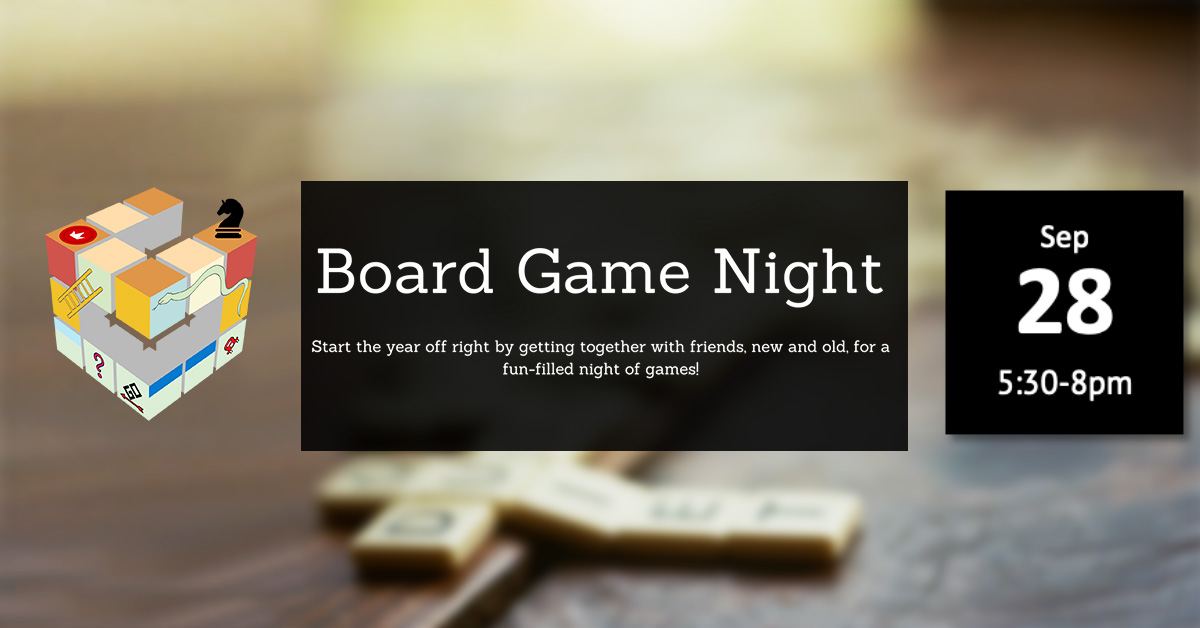 Board Game Night
Start the year off right by getting together with friends, new and old, for a
fun-filled night of games!
Sep
28
5:30-8pm
?
GO